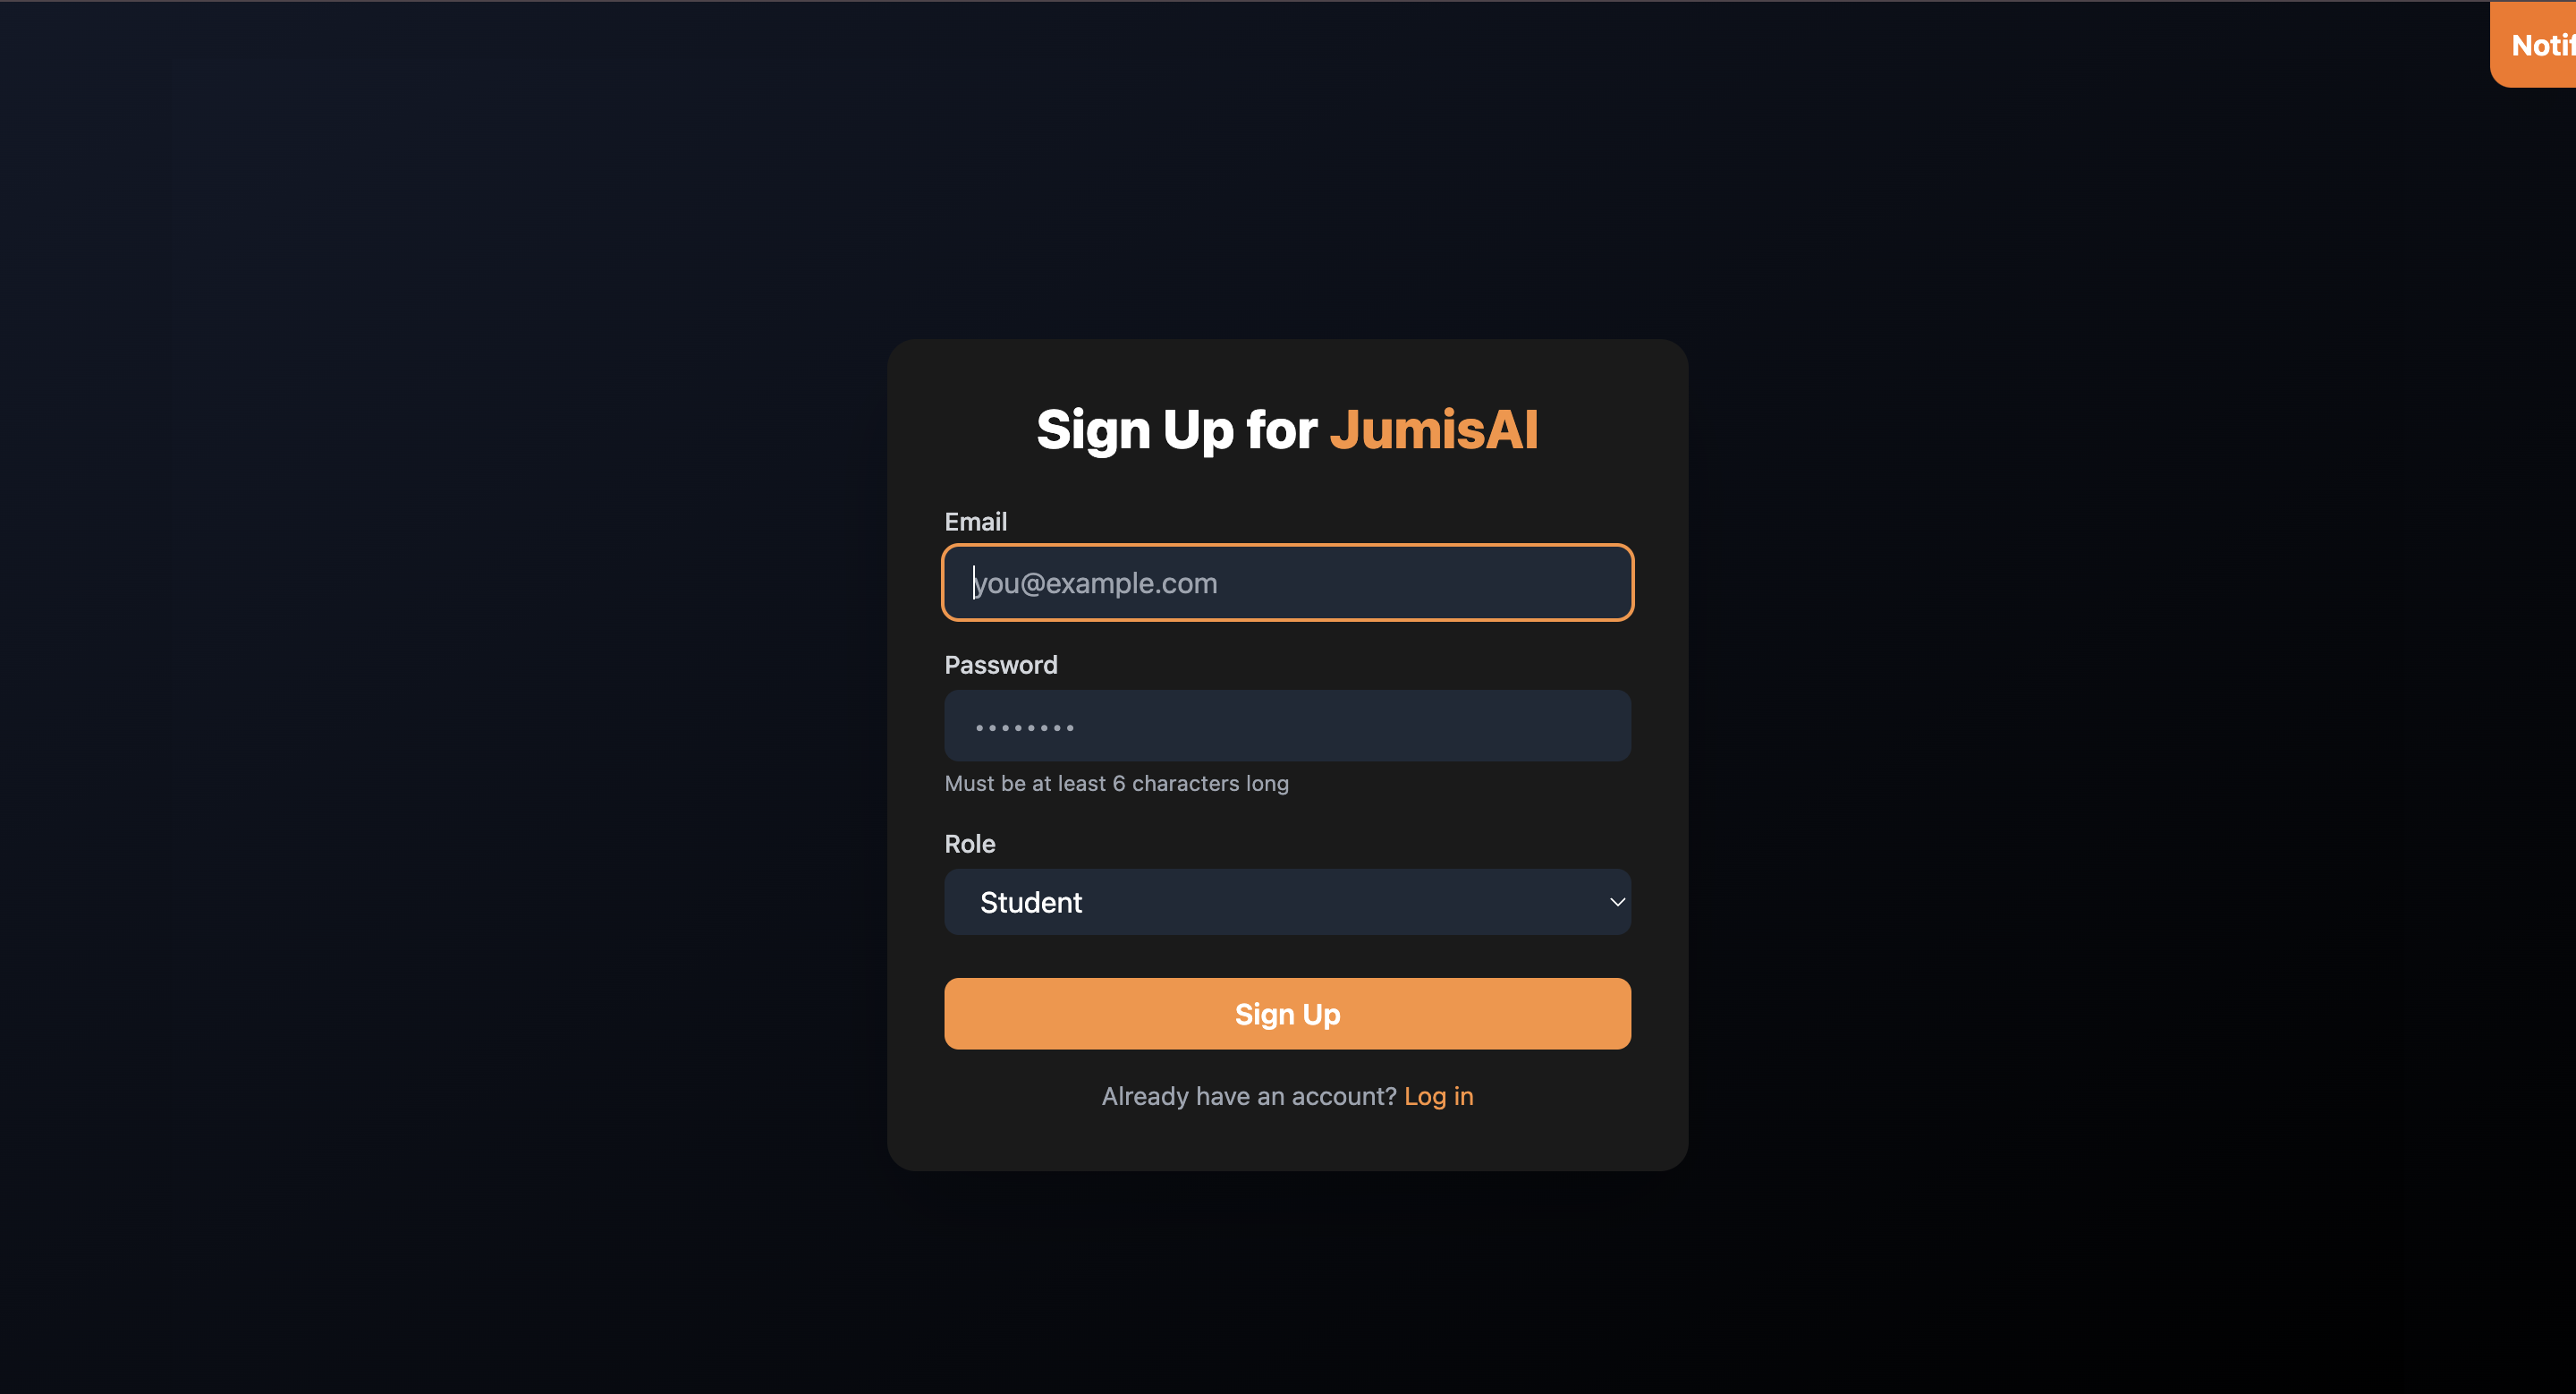 Notif
Sign Up for JumisAI
Email
you@example.com
Password
••••••••
Must be at least 6 characters long
Role
Student
Sign Up
Already have an account? Log in